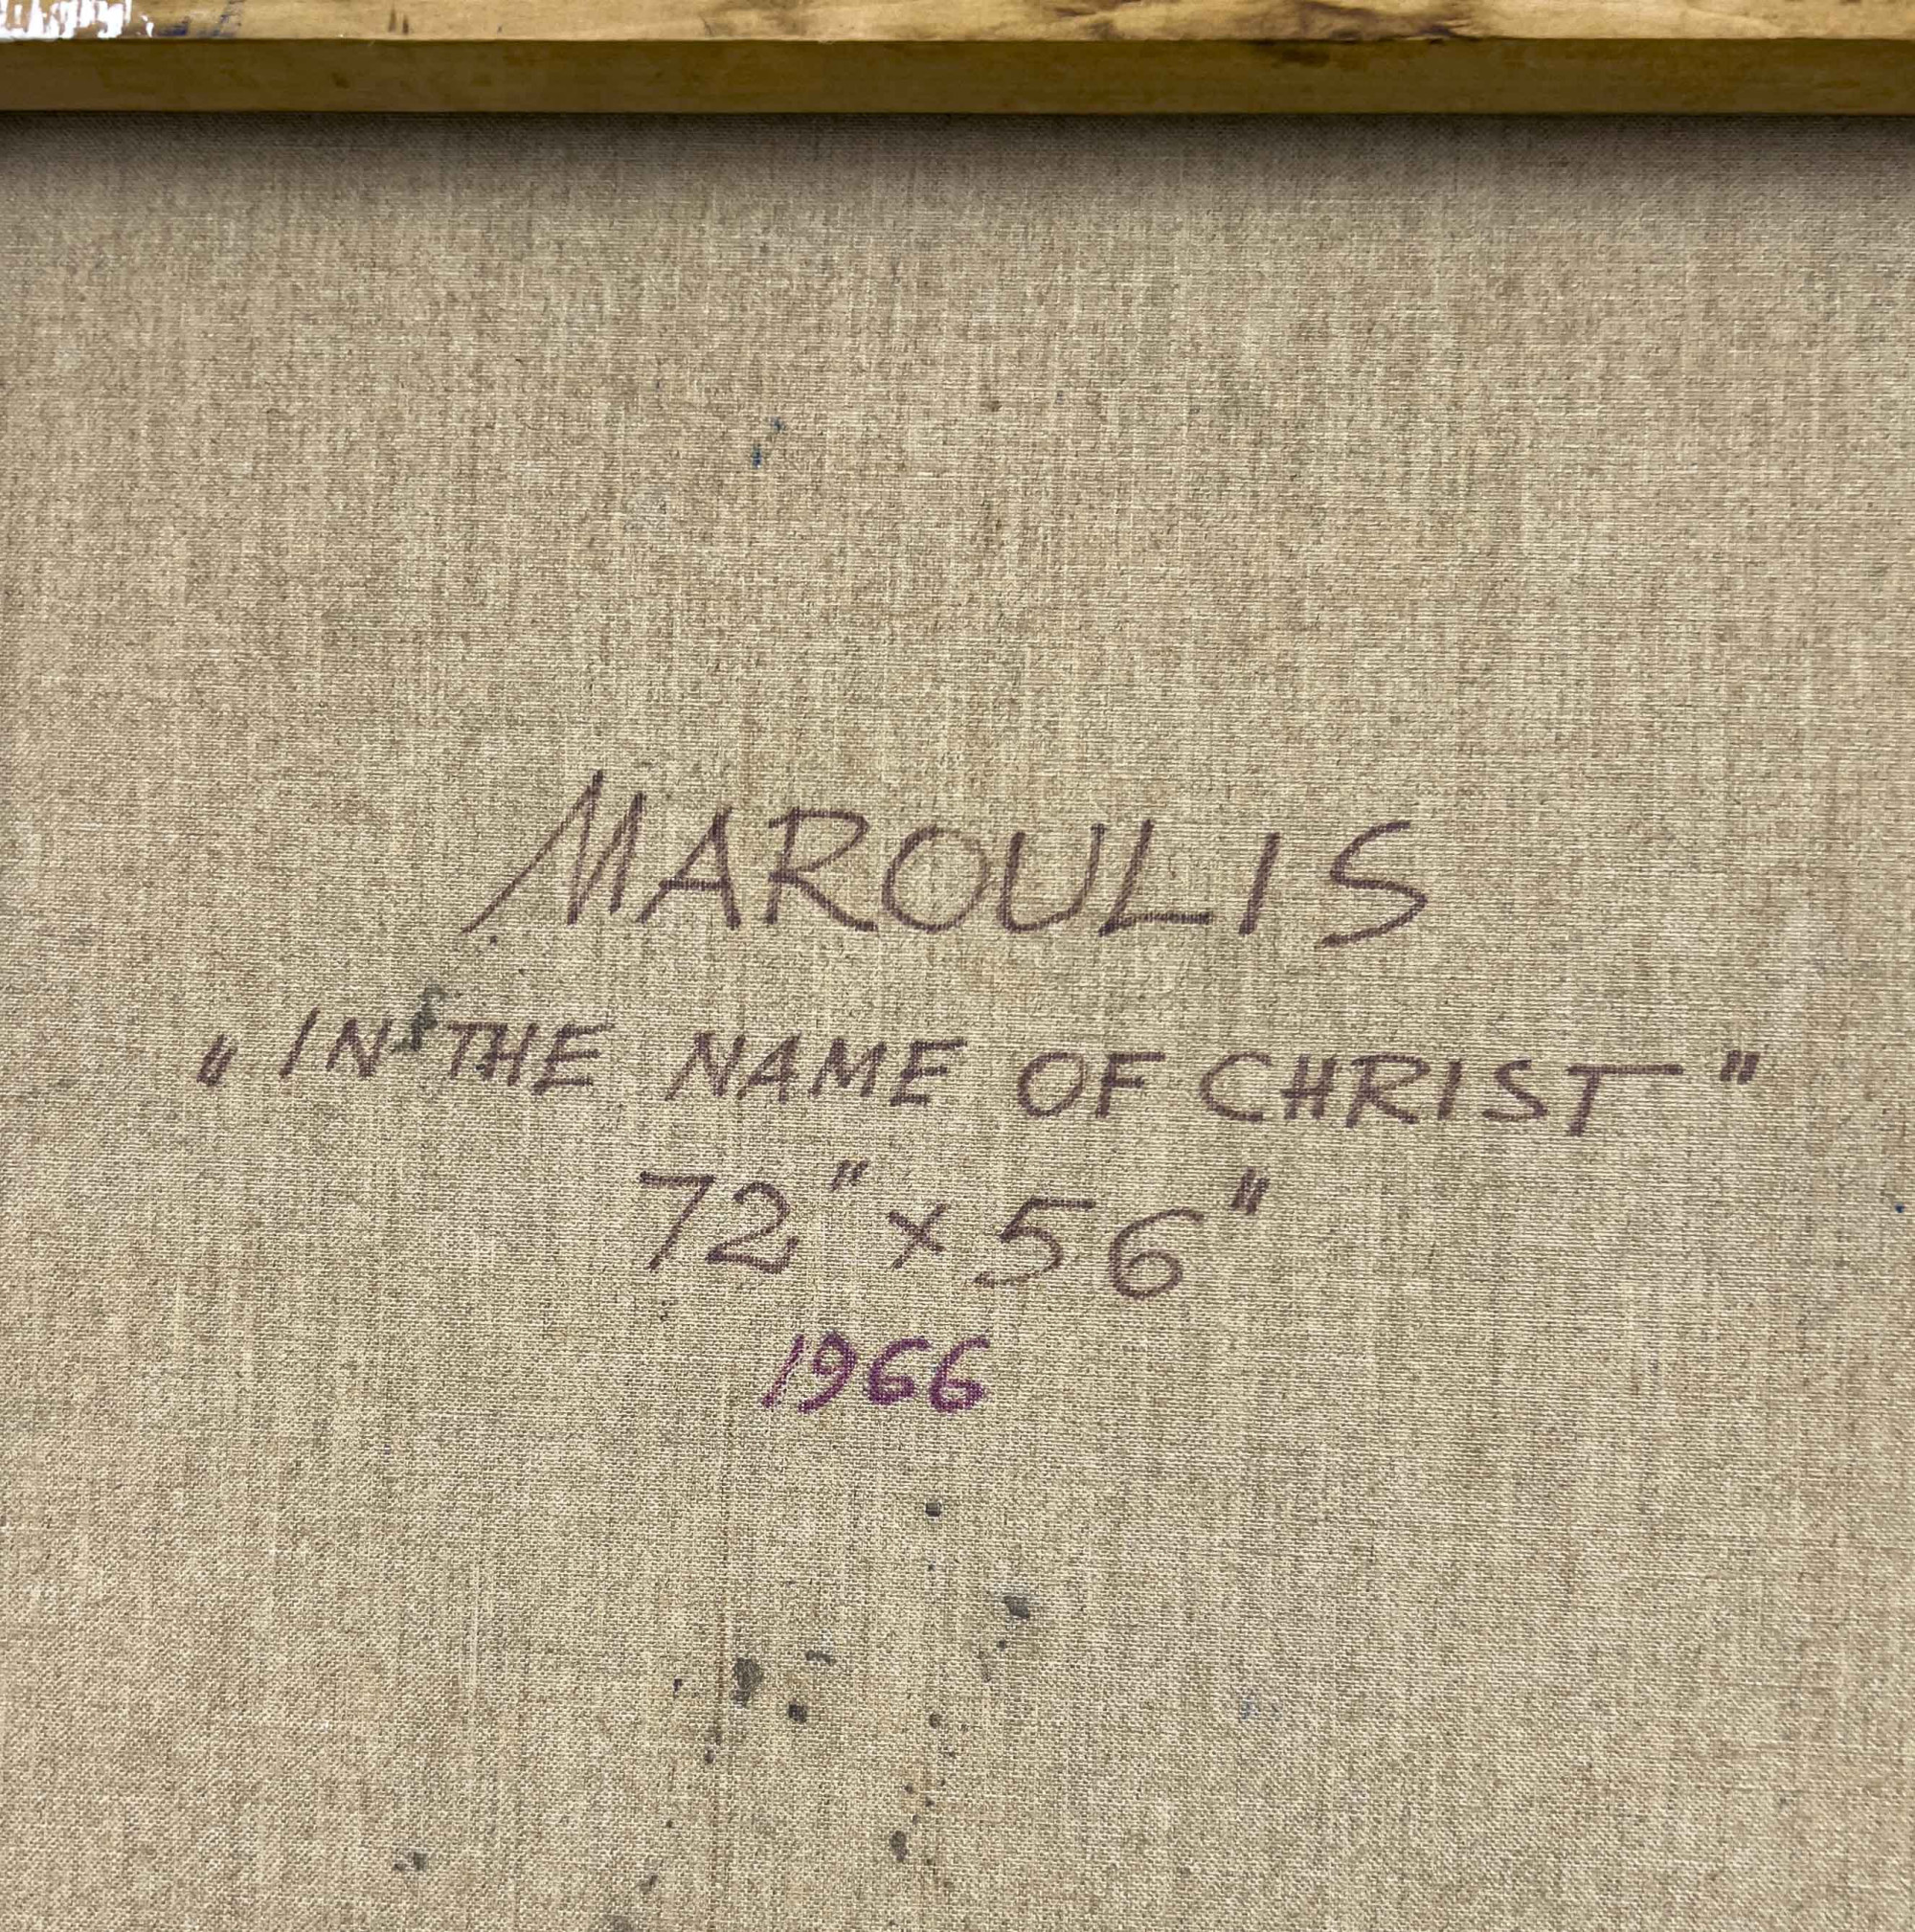 MAROULIS
„ IN THE NAME OF CHRIST "
72" x 56"
1966